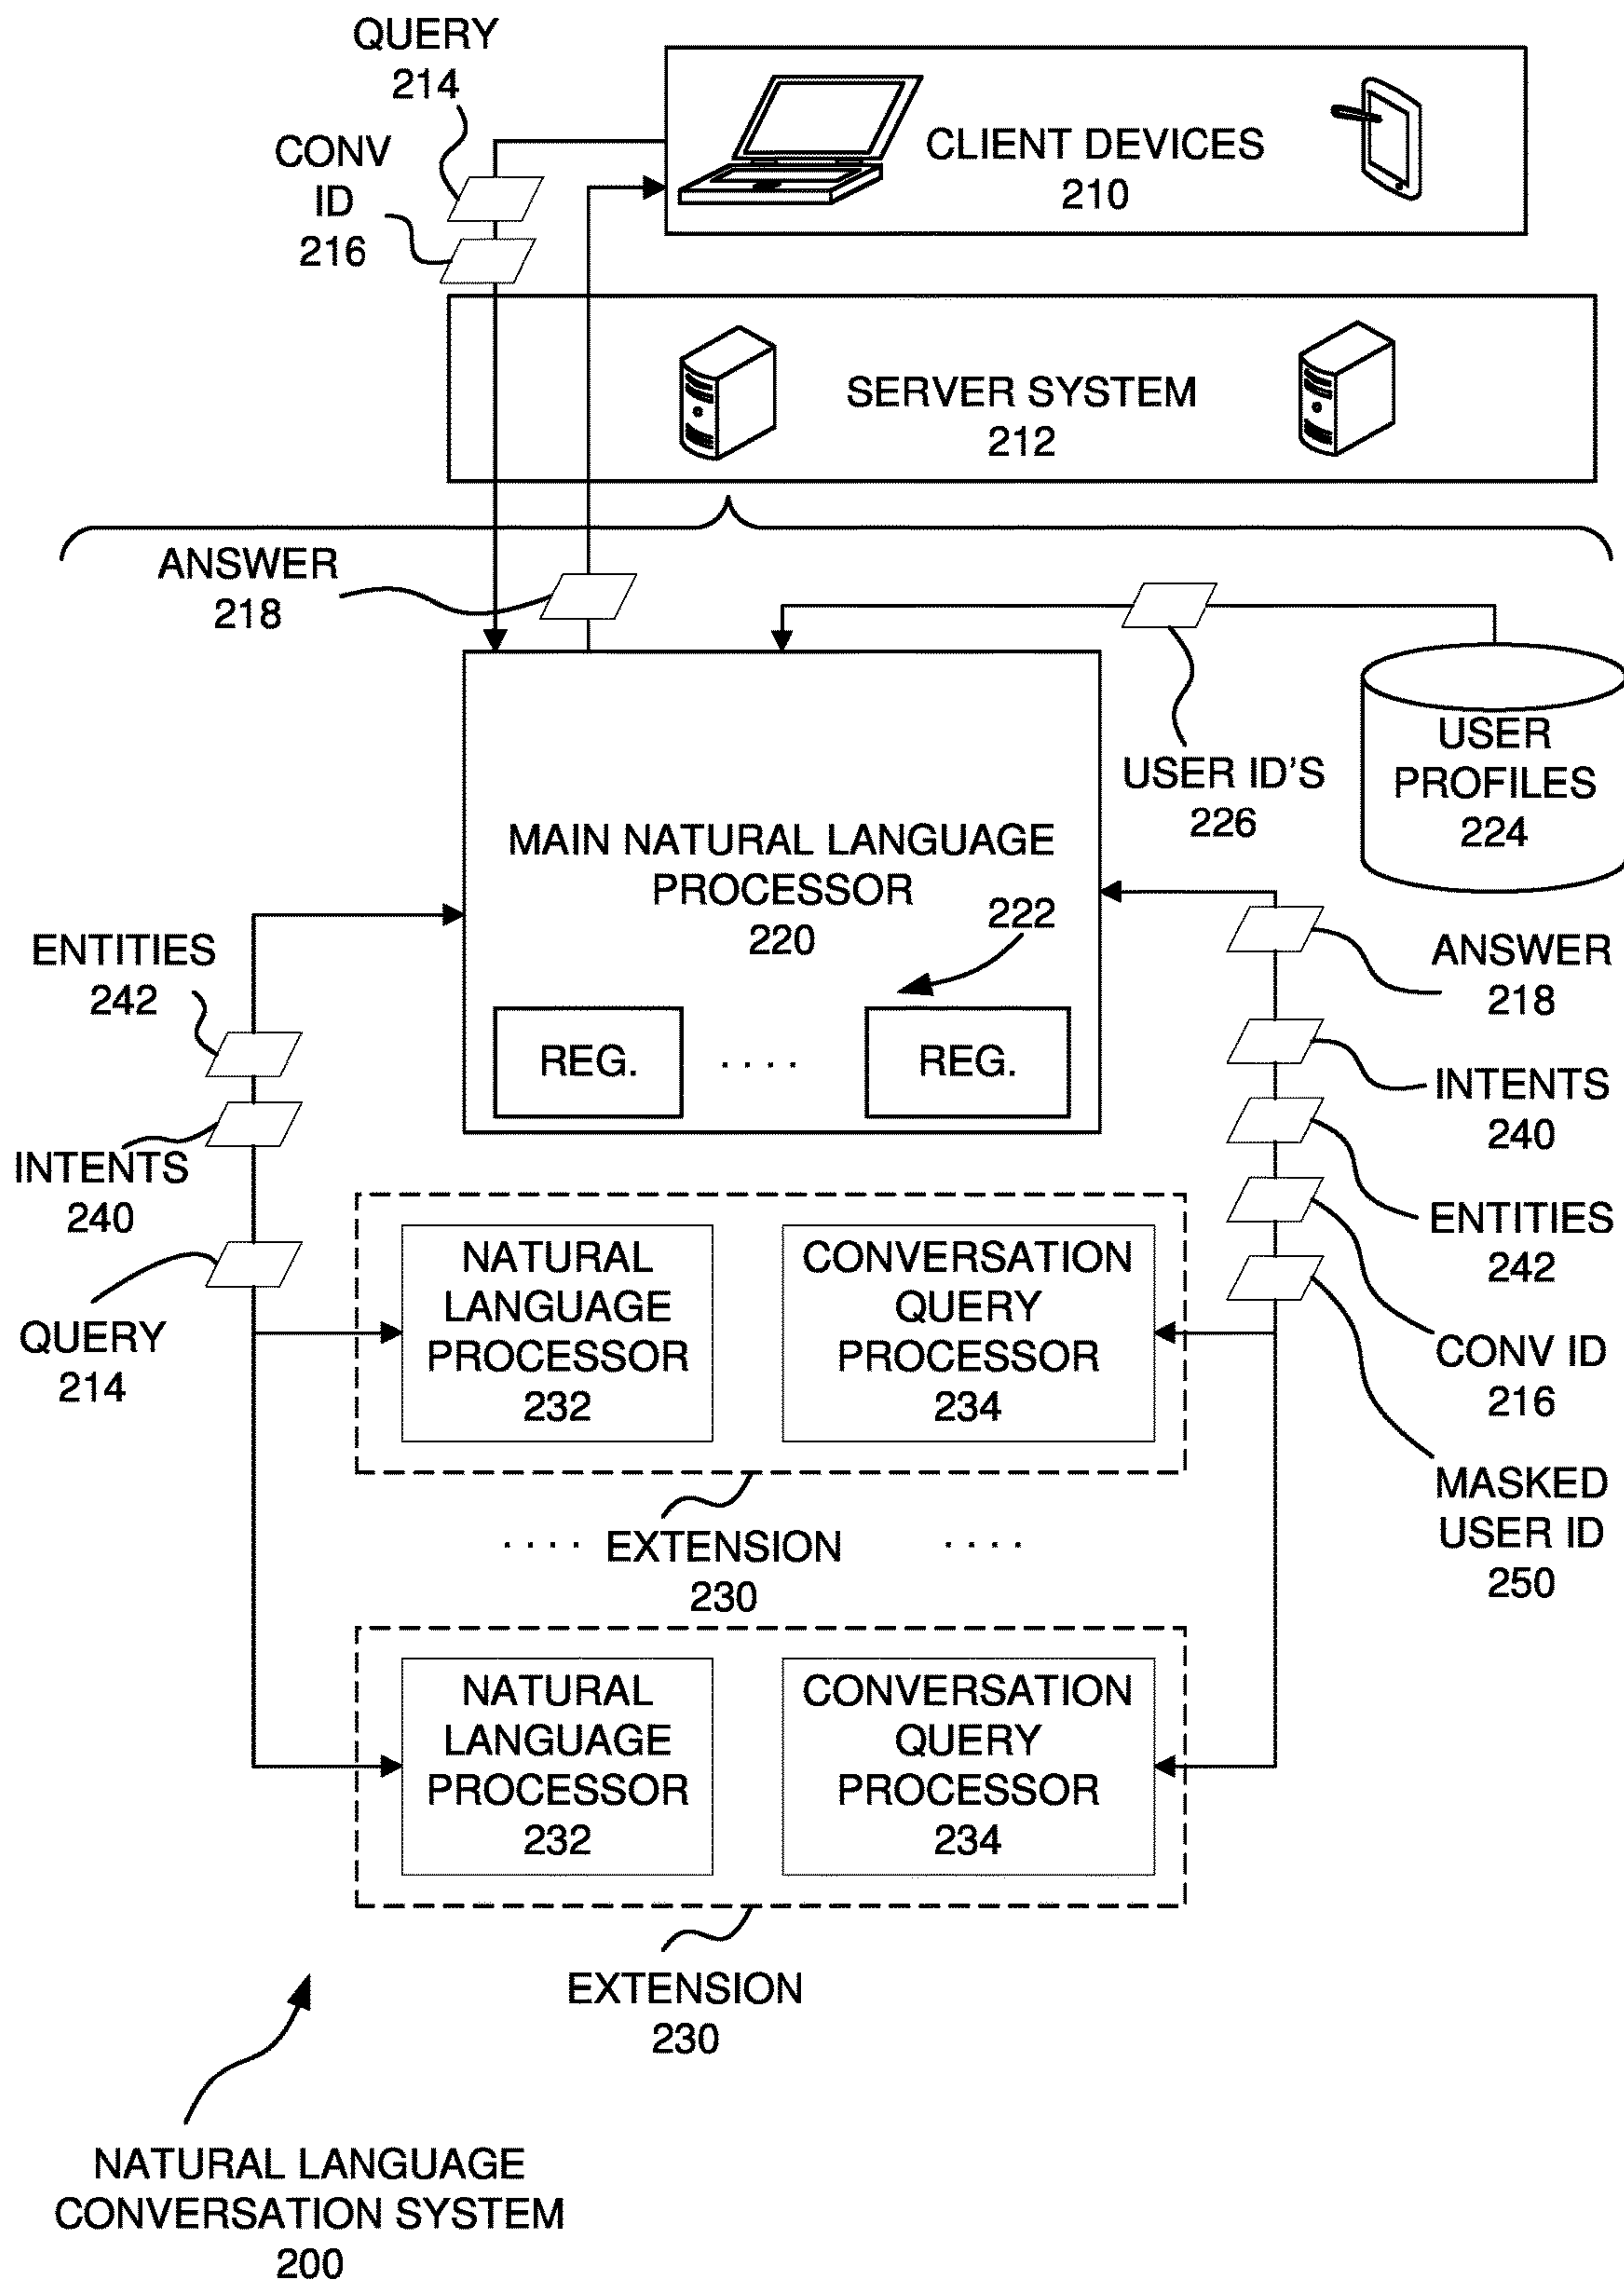 QUERY
214
CONV
ID
216
CLIENT DEVICES
210
SERVER SYSTEM
212
ANSWER
218
USER ID'S
226
USER
PROFILES
224
MAIN NATURAL LANGUAGE
PROCESSOR
220
222
REG.
. . . .
REG.
ENTITIES
242
INTENTS
240
QUERY
214
ANSWER
218
INTENTS
240
ENTITIES
242
CONV ID
216
MASKED
USER ID
250
NATURAL
LANGUAGE
PROCESSOR
232
CONVERSATION
QUERY
PROCESSOR
234
. . . . EXTENSION . . . .
230
NATURAL
LANGUAGE
PROCESSOR
232
CONVERSATION
QUERY
PROCESSOR
234
EXTENSION
230
NATURAL LANGUAGE
CONVERSATION SYSTEM
200